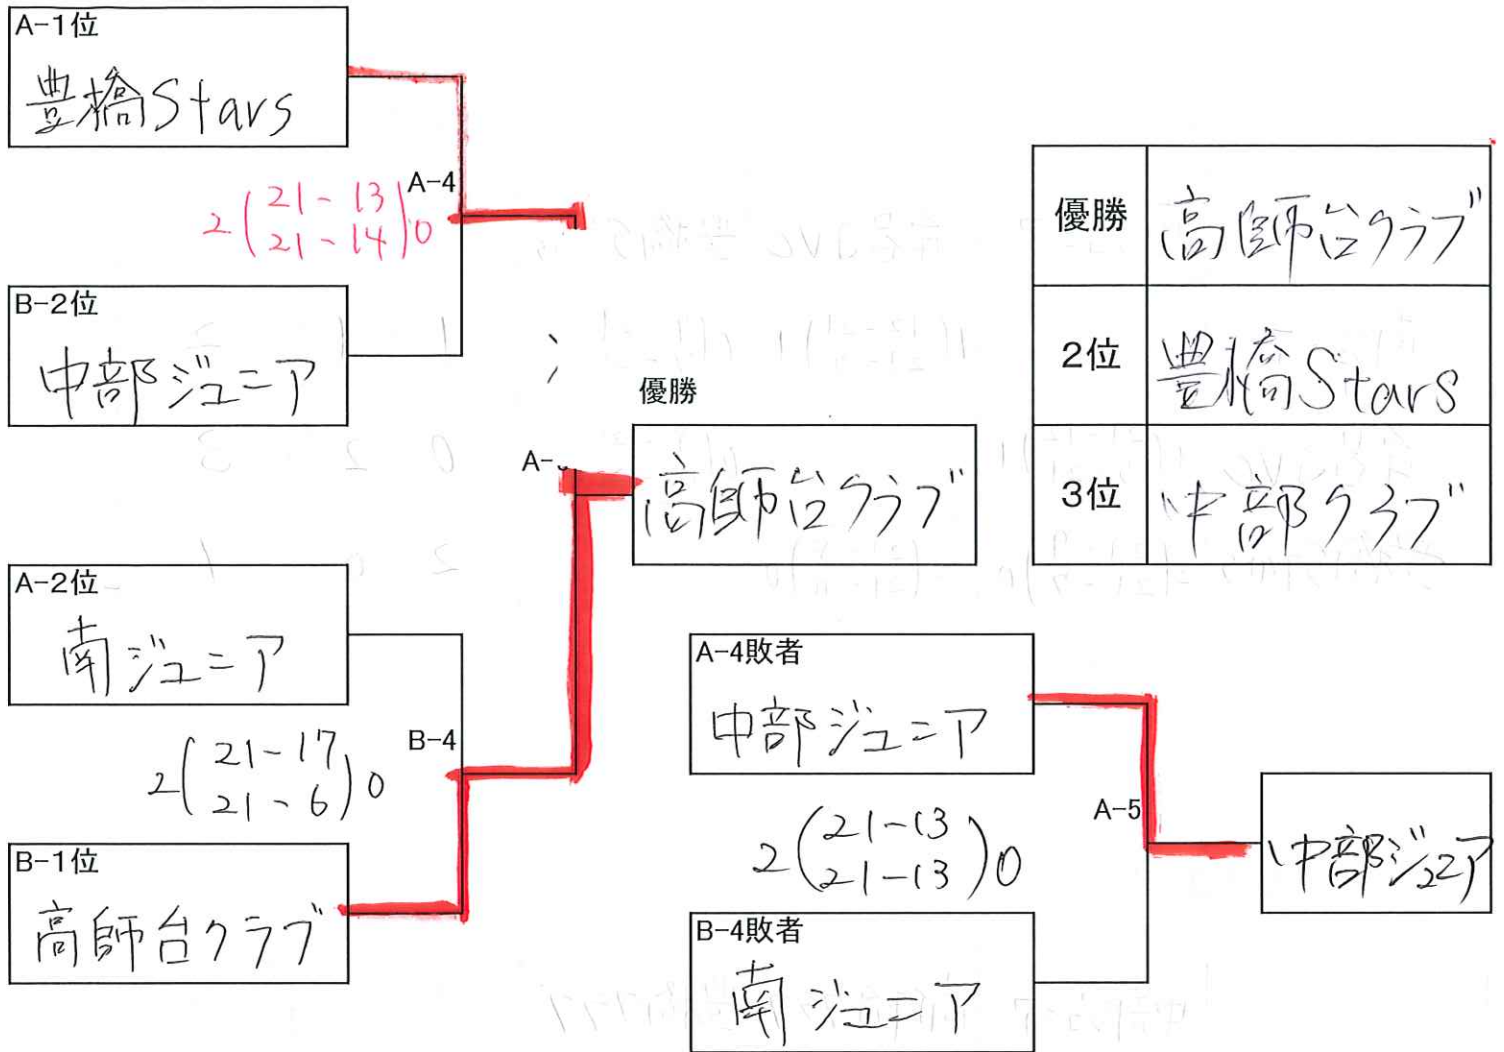 A-1位
豊橋Stars
A-4
2(21-13
21-14)0
B-2位
中部ジュニア
優勝
A-
高師台クラブ
A-2位
南ジュニア
B-4
2(21-17
21-6)0
B-1位
高師台クラブ
優勝 高師台クラブ
2位 豊橋Stars
3位 中部クラブ
A-4敗者
中部ジュニア
A-5
2(21-13
21-13)0
中部ジュニア
B-4敗者
南ジュニア